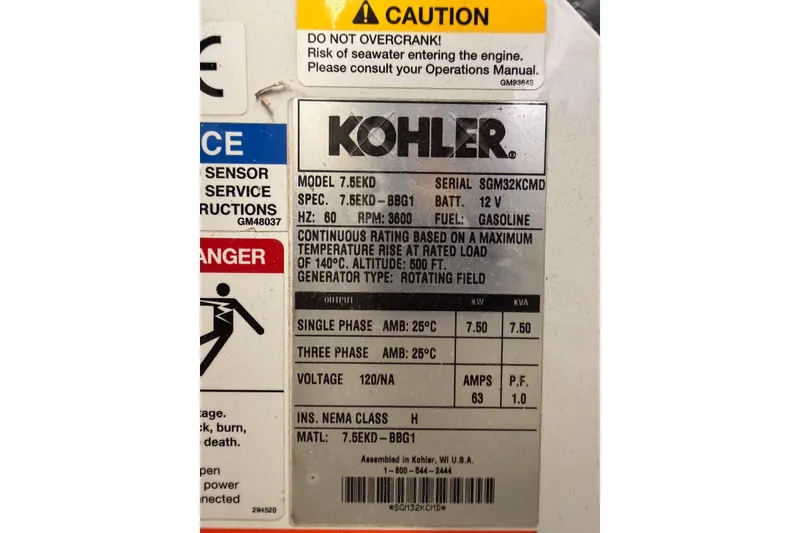 CAUTION
DO NOT OVERCRANK!
Risk of seawater entering the engine.
Please consult your Operations Manual.
GM93648
CE
CE
SENSOR
SERVICE
RUCTIONS
GM48037
ANGER
tage.
ck, burn,
death.
pen
power
nnected
294520
KOHLER
MODEL 7.5EKD SERIAL SGM32KCMD
SPEC. 7.5EKD-BBG1 BATT. 12 V
HZ: 60 RPM: 3600 FUEL: GASOLINE
CONTINUOUS RATING BASED ON A MAXIMUM
TEMPERATURE RISE AT RATED LOAD
OF 140°C. ALTITUDE: 500 FT.
GENERATOR TYPE: ROTATING FIELD
OUTPUT KW KVA
SINGLE PHASE AMB: 25°C 7.50 7.50
THREE PHASE AMB: 25°C
VOLTAGE 120/NA AMPS P.F.
63 1.0
INS. NEMA CLASS H
MATL: 7.5EKD-BBG1
Assembled in Kohler, WI U.S.A.
1-800-544-2444
*SGM32KCMD*